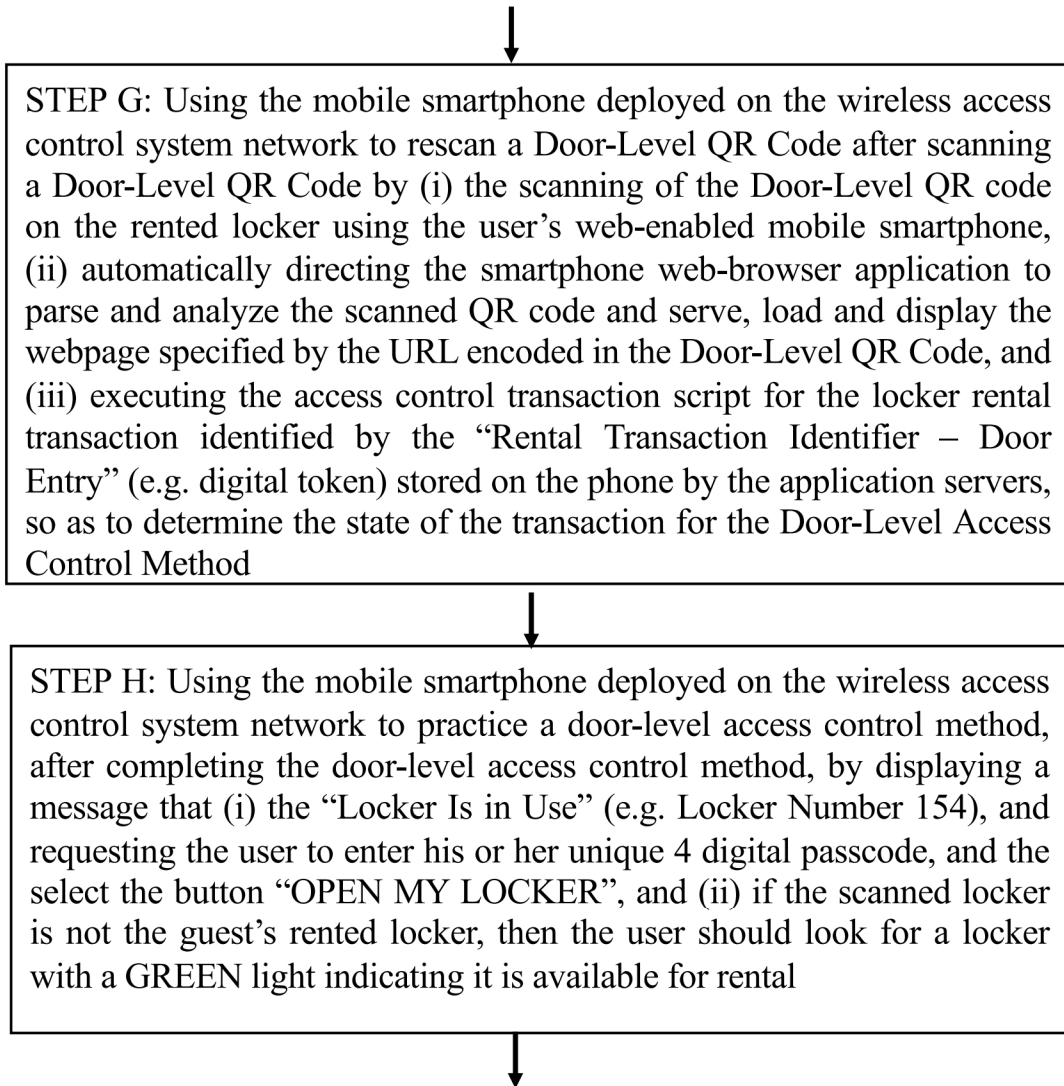 STEP G: Using the mobile smartphone deployed on the wireless access
control system network to rescan a Door-Level QR Code after scanning
a Door-Level QR Code by (i) the scanning of the Door-Level QR code
on the rented locker using the user’s web-enabled mobile smartphone,
(ii) automatically directing the smartphone web-browser application to
parse and analyze the scanned QR code and serve, load and display the
webpage specified by the URL encoded in the Door-Level QR Code, and
(iii) executing the access control transaction script for the locker rental
transaction identified by the “Rental Transaction Identifier – Door
Entry” (e.g. digital token) stored on the phone by the application servers,
so as to determine the state of the transaction for the Door-Level Access
Control Method
STEP H: Using the mobile smartphone deployed on the wireless access
control system network to practice a door-level access control method,
after completing the door-level access control method, by displaying a
message that (i) the “Locker Is in Use” (e.g. Locker Number 154), and
requesting the user to enter his or her unique 4 digital passcode, and the
select the button “OPEN MY LOCKER”, and (ii) if the scanned locker
is not the guest’s rented locker, then the user should look for a locker
with a GREEN light indicating it is available for rental